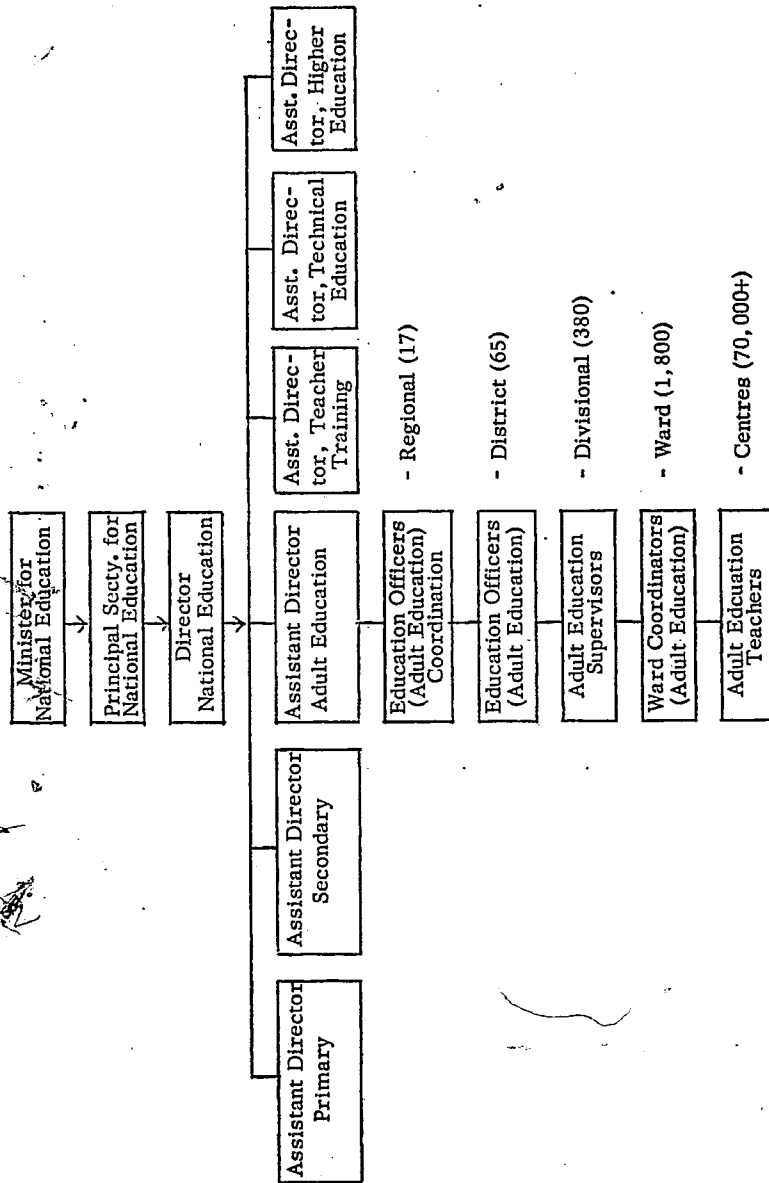 Minister for
National Education
Principal Secty. for
National Education
Director
National Education
Assistant Director
Primary
Assistant Director
Secondary
Assistant Director
Adult Education
Asst. Direc-
tor, Teacher
Training
Asst. Direc-
tor, Technical
Education
Asst. Direc-
tor, Higher
Education
Education Officers
(Adult Education)
Coordination
- Regional (17)
Education Officers
(Adult Education)
- District (65)
Adult Education
Supervisors
- Divisional (380)
Ward Coordinators
(Adult Education)
- Ward (1,800)
Adult Edcuation
Teachers
- Centres (70,000+)